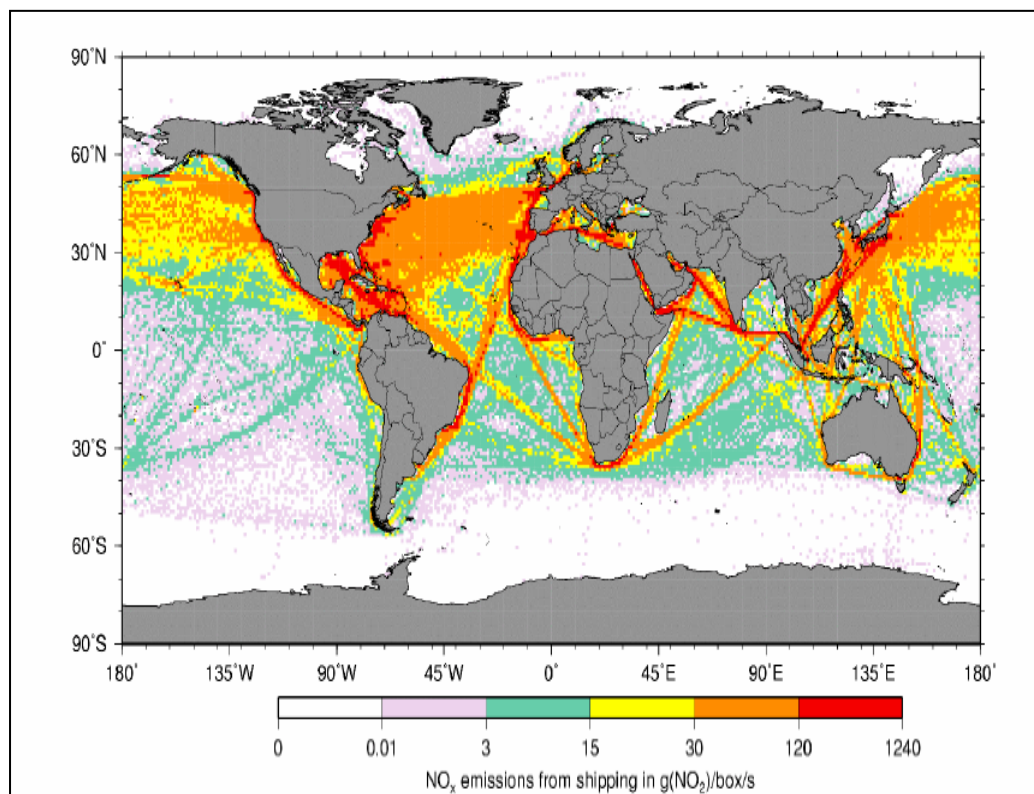 90°N
60°N
30°N
0°
30°S
60°S
90°S
180° 135°W 90°W 45°W 0° 45°E 90°E 135°E 180°
0 0.01 3 15 30 120 1240
NOx emissions from shipping in g(NO2)/box/s